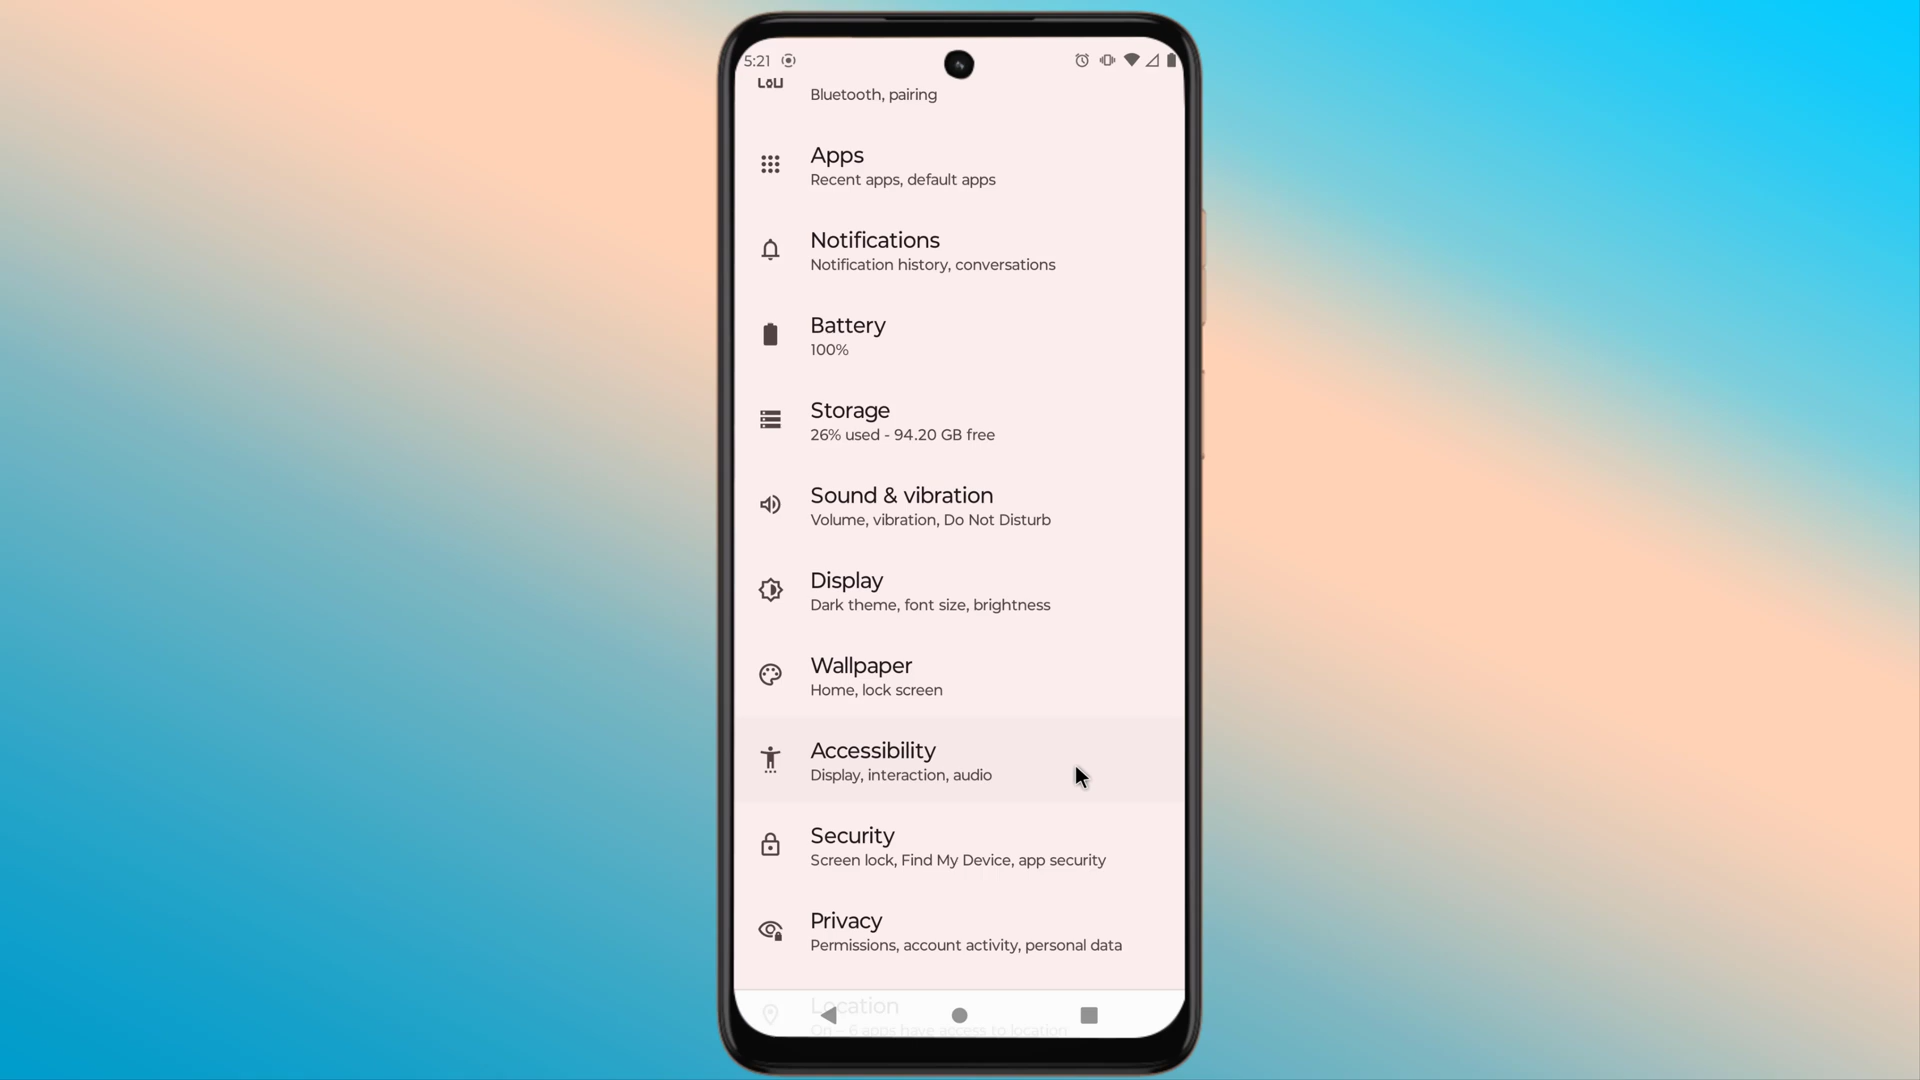 5:21
Bluetooth, pairing
Apps
Recent apps, default apps
Notifications
Notification history, conversations
Battery
100%
Storage
26% used - 94.20 GB free
Sound & vibration
Volume, vibration, Do Not Disturb
Display
Dark theme, font size, brightness
Wallpaper
Home, lock screen
Accessibility
Display, interaction, audio
Security
Screen lock, Find My Device, app security
Privacy
Permissions, account activity, personal data
Location
On – 6 apps have access to location